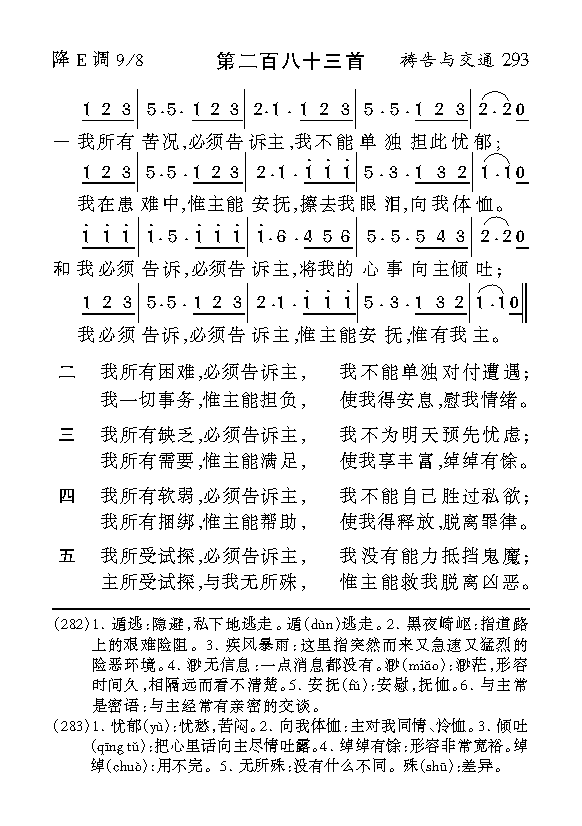 降E调 9/8 第二百八十三首 祷告与交通 293
1 2 3 | 5·5· 1 2 3 | 2·1· 1 2 3 | 5·5· 1 2 3 | 2·20
一 我所有 苦况,必须告 诉主,我不能 单独 担此忧郁;
1 2 3 | 5·5· 1 2 3 | 2·1· i i i | 5·3· 1 3 2 | 1·10
我在患 难中,惟主能 安抚,擦去我 眼泪,向我体恤。
i i i | i·5· i i i | i·6· 4 5 6 | 5·5· 5 4 3 | 2·20
和 我必须 告诉,必须告 诉主,将我的 心事 向主倾吐;
1 2 3 | 5·5· 1 2 3 | 2·1· i i i | 5·3· 1 3 2 | 1·10
我必须 告诉,必须告 诉主,惟主能安 抚,惟有我主。
二 我所有困难,必须告诉主, 我不能单独对付遭遇;
我一切事务,惟主能担负, 使我得安息,慰我情绪。
三 我所有缺乏,必须告诉主, 我不为明天预先忧虑;
我所有需要,惟主能满足, 使我享丰富,绰绰有馀。
四 我所有软弱,必须告诉主, 我不能自己胜过私欲;
我所有捆绑,惟主能帮助, 使我得释放,脱离罪律。
五 我所受试探,必须告诉主, 我没有能力抵挡鬼魔;
主所受试探,与我无所殊, 惟主能救我脱离凶恶。
(282)1. 遁逃:隐避,私下地逃走。遁(dùn)逃走。2. 黑夜崎岖:指道路
上的艰难险阻。3. 疾风暴雨:这里指突然而来又急速又猛烈的
险恶环境。4. 渺无信息:一点消息都没有。渺(miǎo):渺茫,形容
时间久,相隔远而看不清楚。5. 安抚(fǔ):安慰,抚恤。6. 与主常
是密语:与主经常有亲密的交谈。
(283)1. 忧郁(yù):忧愁,苦闷。2. 向我体恤:主对我同情、怜恤。3. 倾吐
(qīng tǔ):把心里话向主尽情吐露。4. 绰绰有馀:形容非常宽裕。绰
绰(chuò):用不完。5. 无所殊:没有什么不同。殊(shū):差异。